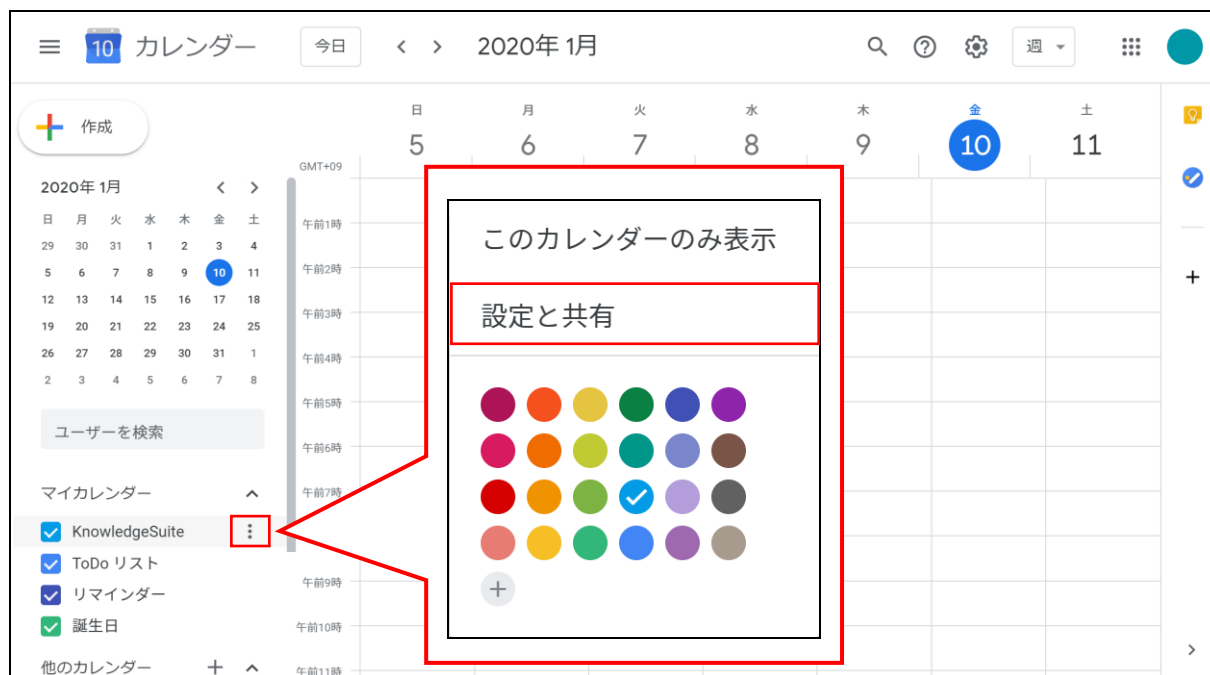 10 カレンダー 今日 2020年 1月 週
作成
日 月 火 水 木 金 土
5 6 7 8 9 10 11
GMT+09
2020年 1月
日 月 火 水 木 金 土
29 30 31 1 2 3 4
5 6 7 8 9 10 11
12 13 14 15 16 17 18
19 20 21 22 23 24 25
26 27 28 29 30 31 1
2 3 4 5 6 7 8
ユーザーを検索
マイカレンダー
KnowledgeSuite
ToDo リスト
リマインダー
誕生日
他のカレンダー
午前1時
午前2時
午前3時
午前4時
午前5時
午前6時
午前7時
午前9時
午前10時
午前11時
このカレンダーのみ表示
設定と共有